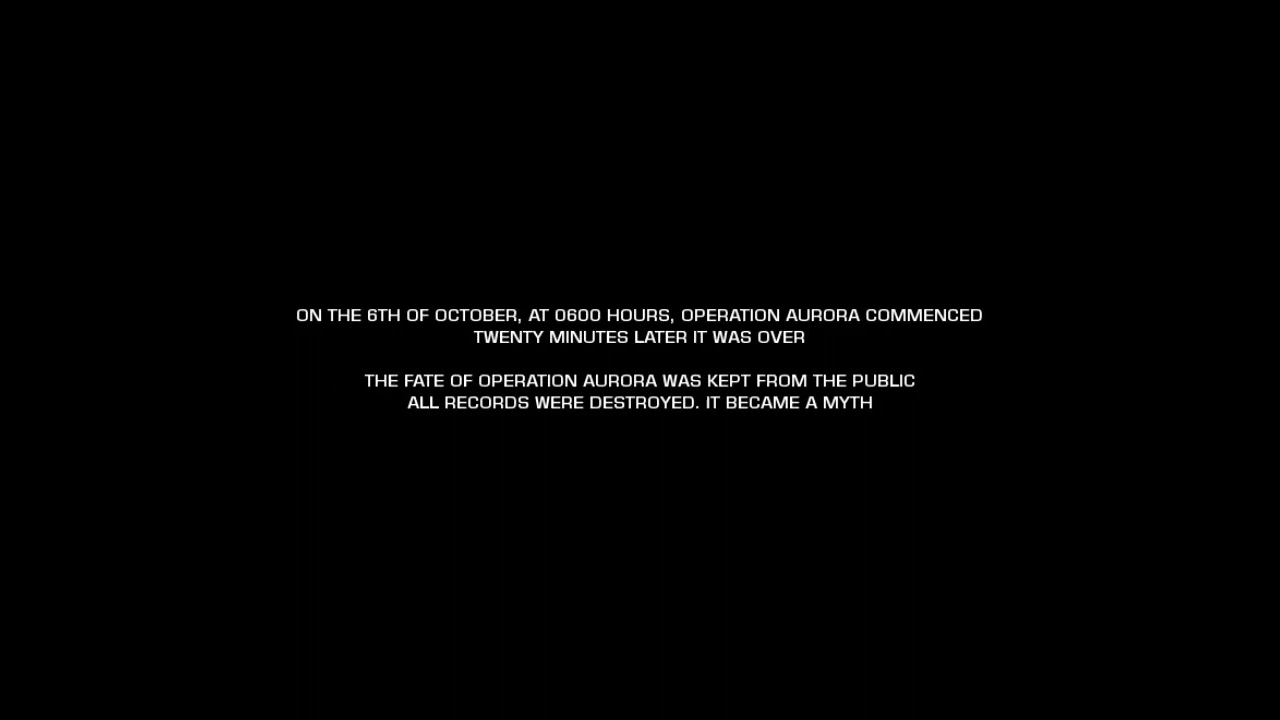 ON THE 6TH OF OCTOBER, AT 0600 HOURS, OPERATION AURORA COMMENCED
TWENTY MINUTES LATER IT WAS OVER
THE FATE OF OPERATION AURORA WAS KEPT FROM THE PUBLIC
ALL RECORDS WERE DESTROYED. IT BECAME A MYTH